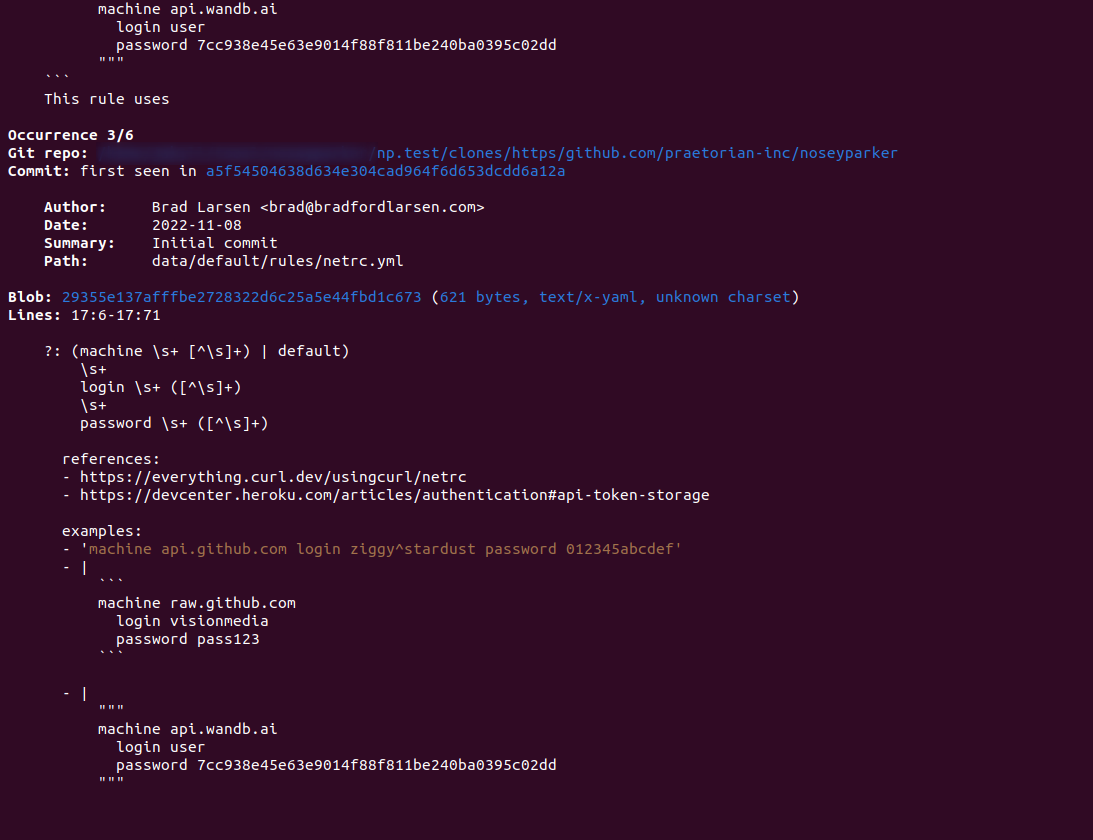 machine api.wandb.ai
login user
password 7cc938e45e63e9014f88f811be240ba0395c02dd
"""
```
This rule uses
Occurrence 3/6
Git repo: /np.test/clones/https/github.com/praetorian-inc/noseyparker
Commit: first seen in a5f54504638d634e304cad964f6d653dcdd6a12a
Author: Brad Larsen <brad@bradfordlarsen.com>
Date: 2022-11-08
Summary: Initial commit
Path: data/default/rules/netrc.yml
Blob: 29355e137afffbe2728322d6c25a5e44fbd1c673 (621 bytes, text/x-yaml, unknown charset)
Lines: 17:6-17:71
?: (machine \s+ [^\s]+) | default)
\s+
login \s+ ([^\s]+)
\s+
password \s+ ([^\s]+)
references:
- https://everything.curl.dev/usingcurl/netrc
- https://devcenter.heroku.com/articles/authentication#api-token-storage
examples:
- 'machine api.github.com login ziggy^stardust password 012345abcdef'
- |
```
machine raw.github.com
login visionmedia
password pass123
```
- |
"""
machine api.wandb.ai
login user
password 7cc938e45e63e9014f88f811be240ba0395c02dd
"""